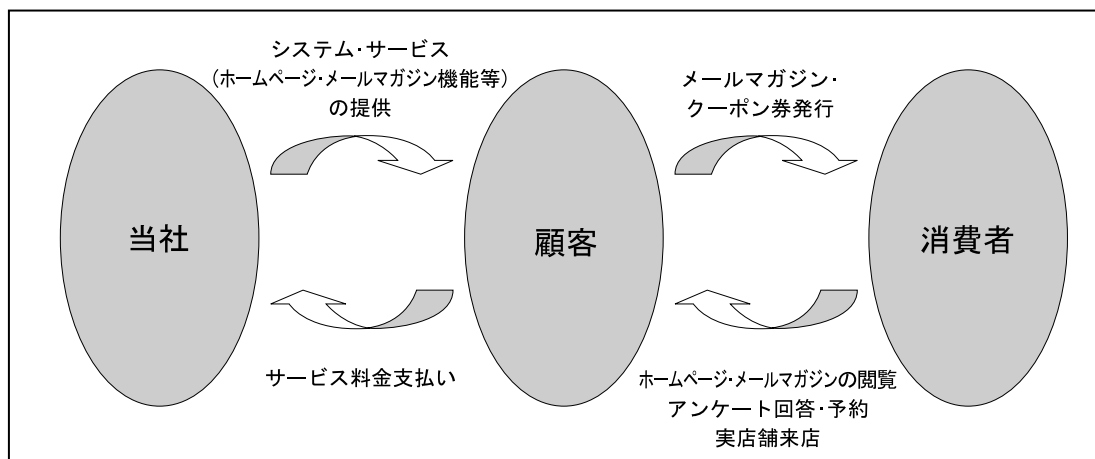 システム・サービス
（ホームページ・メールマガジン機能等）
の提供
メールマガジン・
クーポン券発行
当社
顧客
消費者
サービス料金支払い
ホームページ・メールマガジンの閲覧
アンケート回答・予約
実店舗来店